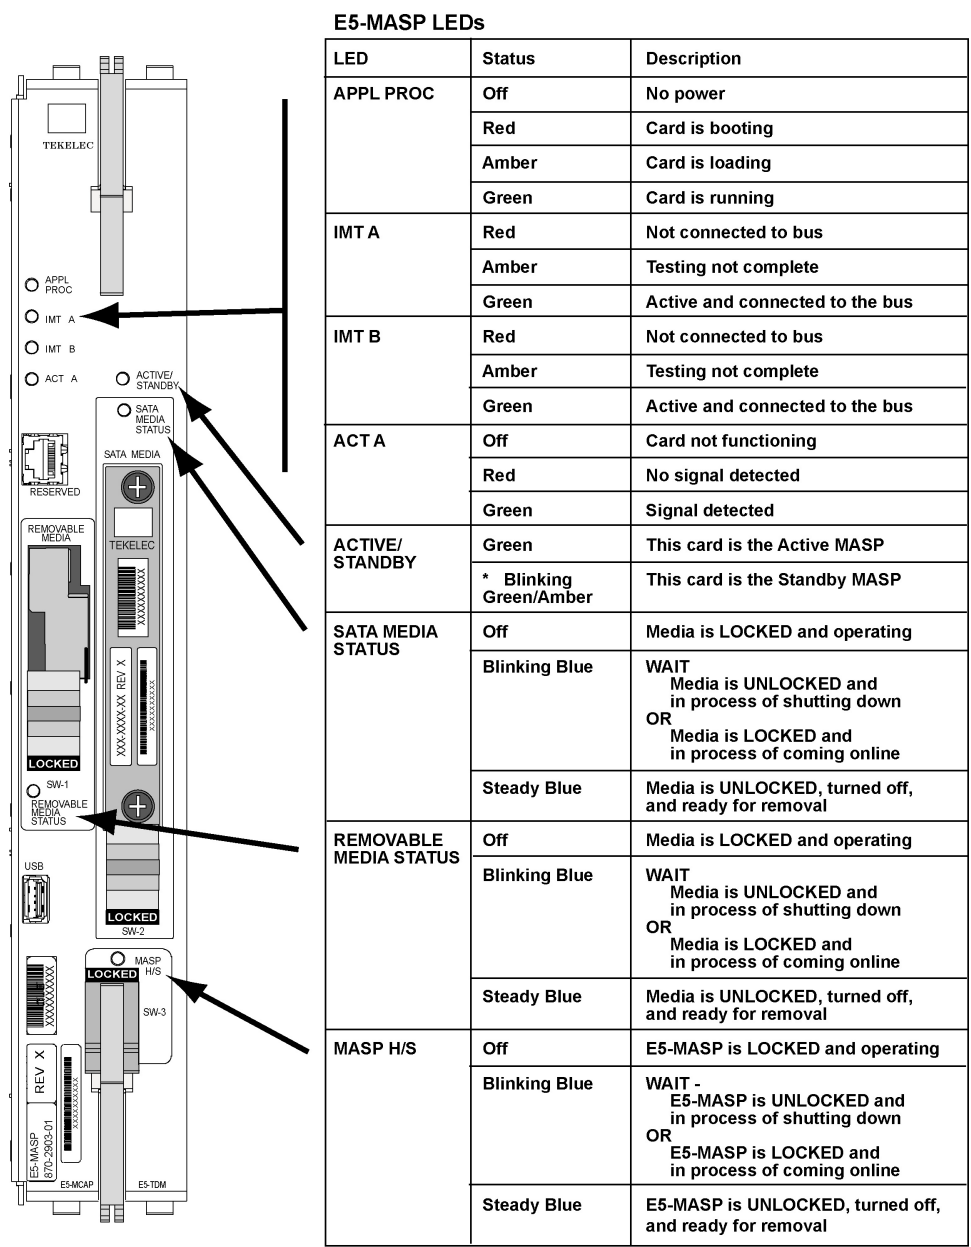 E5-MASP LEDs
LED Status Description
APPL PROC Off No power
Red Card is booting
Amber Card is loading
Green Card is running
IMT A Red Not connected to bus
Amber Testing not complete
Green Active and connected to the bus
IMT B Red Not connected to bus
Amber Testing not complete
Green Active and connected to the bus
ACT A Off Card not functioning
Red No signal detected
Green Signal detected
ACTIVE/
STANDBY
Green This card is the Active MASP
* Blinking
Green/Amber
This card is the Standby MASP
SATA MEDIA
STATUS
Off Media is LOCKED and operating
Blinking Blue WAIT
Media is UNLOCKED and
in process of shutting down
OR
Media is LOCKED and
in process of coming online
Steady Blue Media is UNLOCKED, turned off,
and ready for removal
REMOVABLE
MEDIA STATUS
Off Media is LOCKED and operating
Blinking Blue WAIT
Media is UNLOCKED and
in process of shutting down
OR
Media is LOCKED and
in process of coming online
Steady Blue Media is UNLOCKED, turned off,
and ready for removal
MASP H/S Off E5-MASP is LOCKED and operating
Blinking Blue WAIT -
E5-MASP is UNLOCKED and
in process of shutting down
OR
E5-MASP is LOCKED and
in process of coming online
Steady Blue E5-MASP is UNLOCKED, turned off,
and ready for removal
TEKELEC
APPL
PROC
IMT A
IMT B
ACT A
ACTIVE/
STANDBY
SATA
MEDIA
STATUS
SATA MEDIA
RESERVED
REMOVABLE
MEDIA
TEKELEC
XXXXXXXXXX
XXX-XXXX-XX REV X
XXXXXXXXXX
LOCKED
SW-1
REMOVABLE
MEDIA
STATUS
USB
LOCKED
SW-2
MASP
H/S
LOCKED
SW-3
XXXXXXXXXX
REV X
XXXXXXXXXX
E5-MASP
870-2903-01
E5-MCAP
E5-TDM